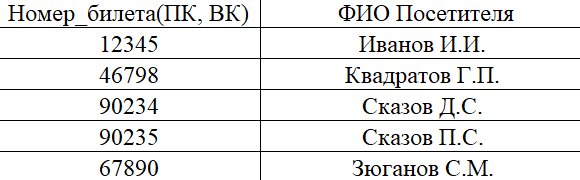 Номер_билета(ПК, ВК) ФИО Посетителя
12345 Иванов И.И.
46798 Квадратов Г.П.
90234 Сказов Д.С.
90235 Сказов П.С.
67890 Зюганов С.М.